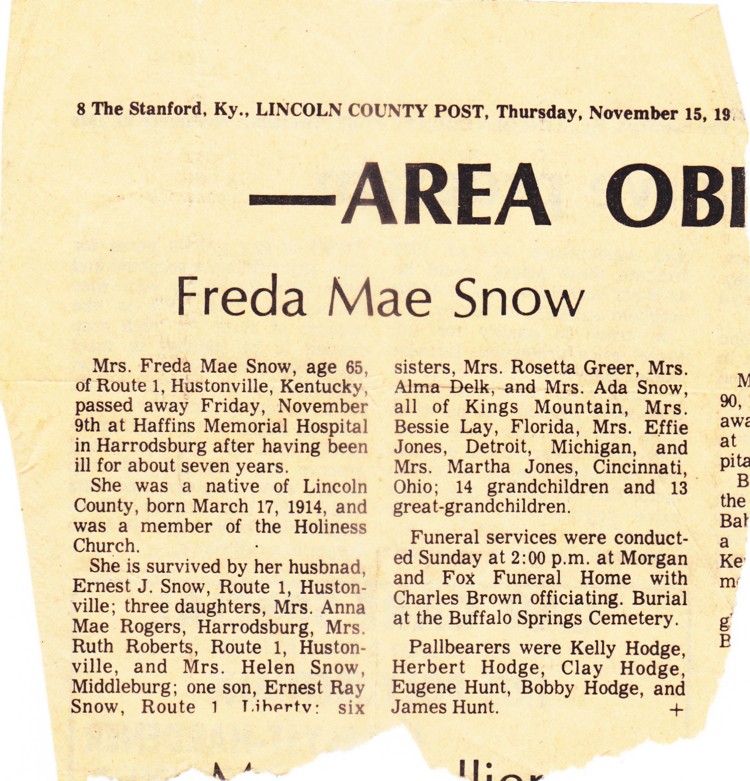 8 The Stanford, Ky., LINCOLN COUNTY POST, Thursday, November 15, 19
—AREA OBI
Freda Mae Snow
Mrs. Freda Mae Snow, age 65,
of Route 1, Hustonville, Kentucky,
passed away Friday, November
9th at Haffins Memorial Hospital
in Harrodsburg after having been
ill for about seven years.
She was a native of Lincoln
County, born March 17, 1914, and
was a member of the Holiness
Church.
She is survived by her husbnad,
Ernest J. Snow, Route 1, Huston-
ville; three daughters, Mrs. Anna
Mae Rogers, Harrodsburg, Mrs.
Ruth Roberts, Route 1, Huston-
ville, and Mrs. Helen Snow,
Middleburg; one son, Ernest Ray
Snow, Route 1 Liberty; six
sisters, Mrs. Rosetta Greer, Mrs.
Alma Delk, and Mrs. Ada Snow,
all of Kings Mountain, Mrs.
Bessie Lay, Florida, Mrs. Effie
Jones, Detroit, Michigan, and
Mrs. Martha Jones, Cincinnati,
Ohio; 14 grandchildren and 13
great-grandchildren.
Funeral services were conduct-
ed Sunday at 2:00 p.m. at Morgan
and Fox Funeral Home with
Charles Brown officiating. Burial
at the Buffalo Springs Cemetery.
Pallbearers were Kelly Hodge,
Herbert Hodge, Clay Hodge,
Eugene Hunt, Bobby Hodge, and
James Hunt. +
M
90,
awa
at
pita
B
the
Bah
a
Ke
me
g
B